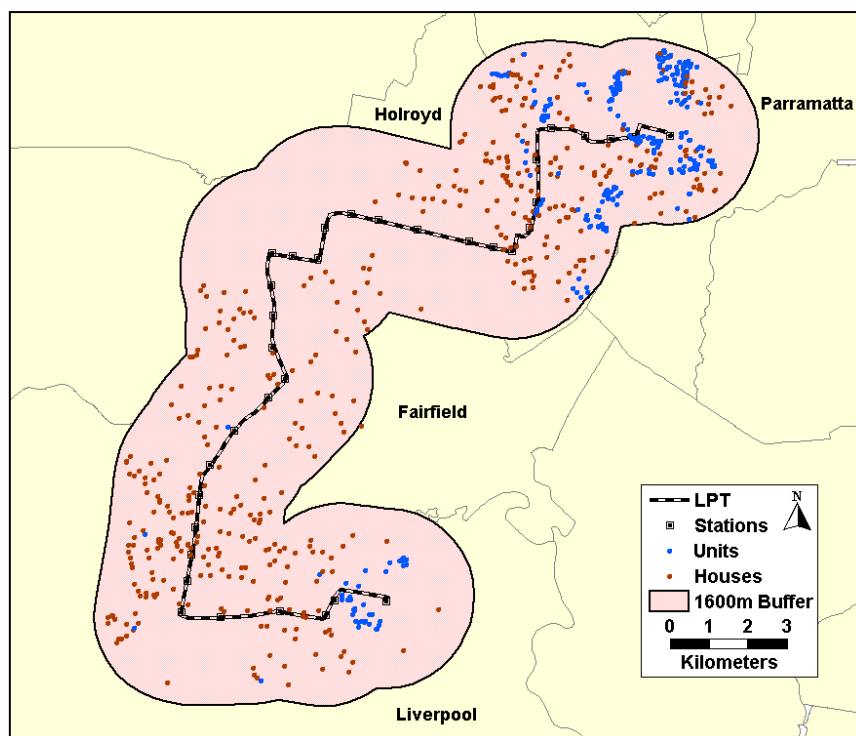 Parramatta
Holroyd
Fairfield
LPT
N
Stations
Units
Houses
1600m Buffer
0 1 2 3
Kilometers
Liverpool